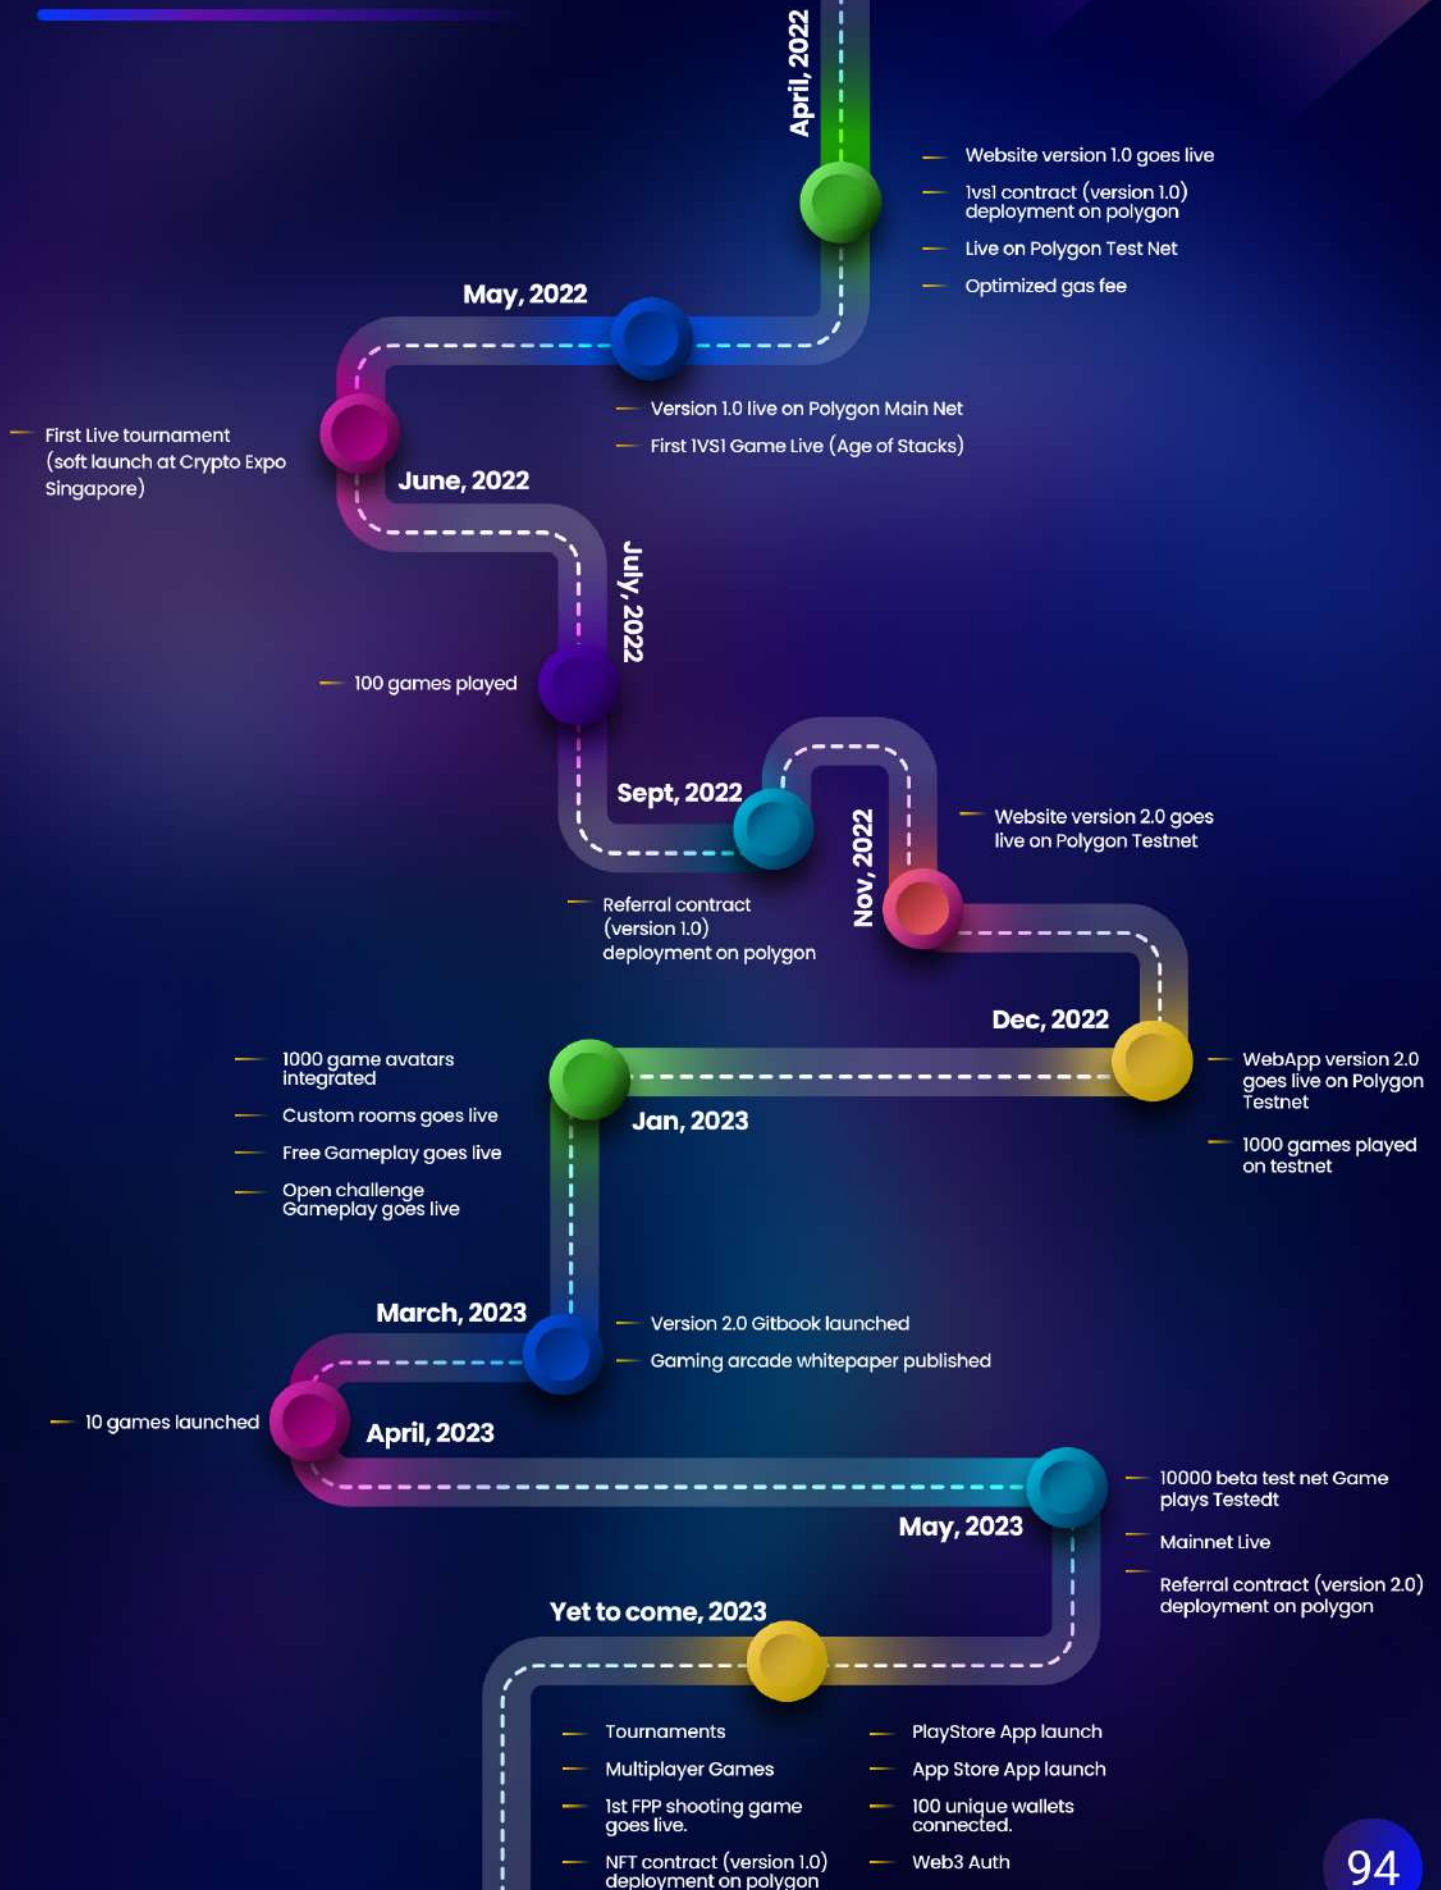 April, 2022
Website version 1.0 goes live
1vs1 contract (version 1.0)
deployment on polygon
Live on Polygon Test Net
Optimized gas fee
May, 2022
Version 1.0 live on Polygon Main Net
First 1VS1 Game Live (Age of Stacks)
First Live tournament
(soft launch at Crypto Expo
Singapore)
June, 2022
July, 2022
100 games played
Sept, 2022
Referral contract
(version 1.0)
deployment on polygon
Nov, 2022
Website version 2.0 goes
live on Polygon Testnet
Dec, 2022
WebApp version 2.0
goes live on Polygon
Testnet
1000 games played
on testnet
Jan, 2023
1000 game avatars
integrated
Custom rooms goes live
Free Gameplay goes live
Open challenge
Gameplay goes live
March, 2023
Version 2.0 Gitbook launched
Gaming arcade whitepaper published
10 games launched
April, 2023
May, 2023
10000 beta test net Game
plays Testedt
Mainnet Live
Referral contract (version 2.0)
deployment on polygon
Yet to come, 2023
Tournaments
Multiplayer Games
1st FPP shooting game
goes live.
NFT contract (version 1.0)
deployment on polygon
PlayStore App launch
App Store App launch
100 unique wallets
connected.
Web3 Auth
94